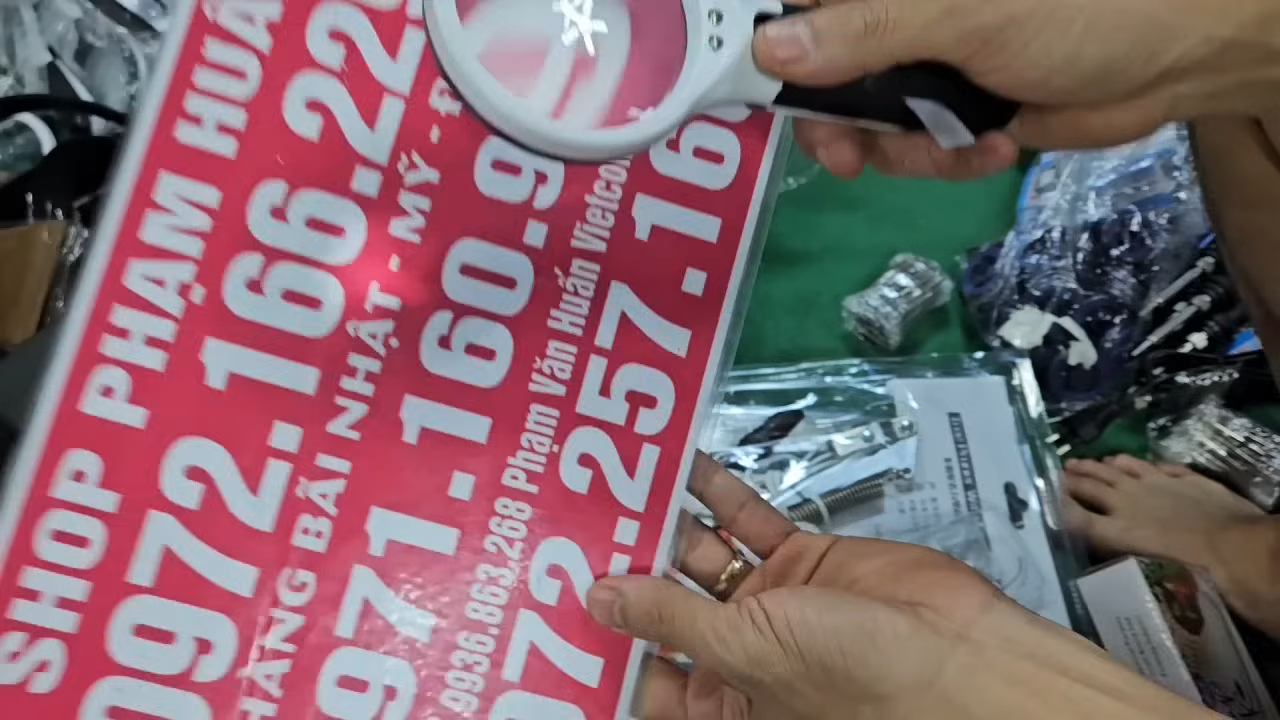 SHOP PHẠM HUẤ
0972.166.22
HÀNG BÃI NHẬT - MỸ - Đ
0971.160.9
9936.863.268 Phạm Văn Huấn Vietco
0972.257.16